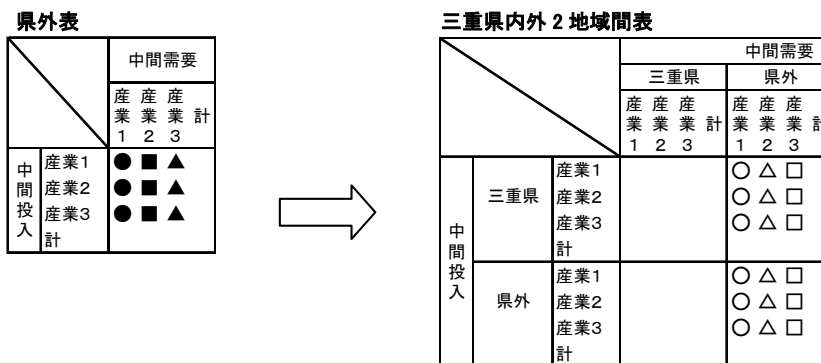 県外表
中間需要
産業1 産業2 産業3 計
中間投入
産業1 ● ■ ▲
産業2 ● ■ ▲
産業3 ● ■ ▲
計
三重県内外2地域間表
中間需要
三重県 県外
産業1 産業2 産業3 計 産業1 産業2 産業3 計
中間投入
三重県
産業1 ○ △ □
産業2 ○ △ □
産業3 ○ △ □
計
県外
産業1 ○ △ □
産業2 ○ △ □
産業3 ○ △ □
計